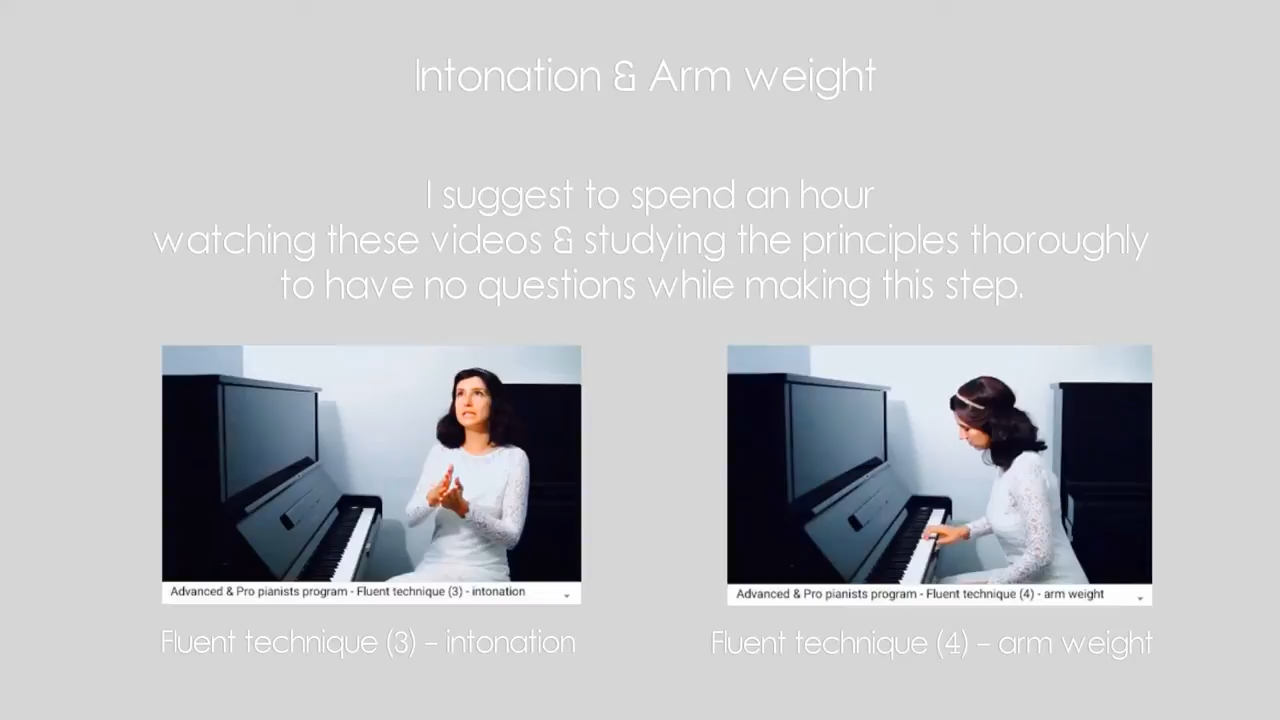 Intonation & Arm weight
I suggest to spend an hour
watching these videos & studying the principles thoroughly
to have no questions while making this step.
Advanced & Pro pianists program - Fluent technique (3) - intonation
Advanced & Pro pianists program - Fluent technique (4) - arm weight
Fluent technique (3) – intonation
Fluent technique (4) – arm weight